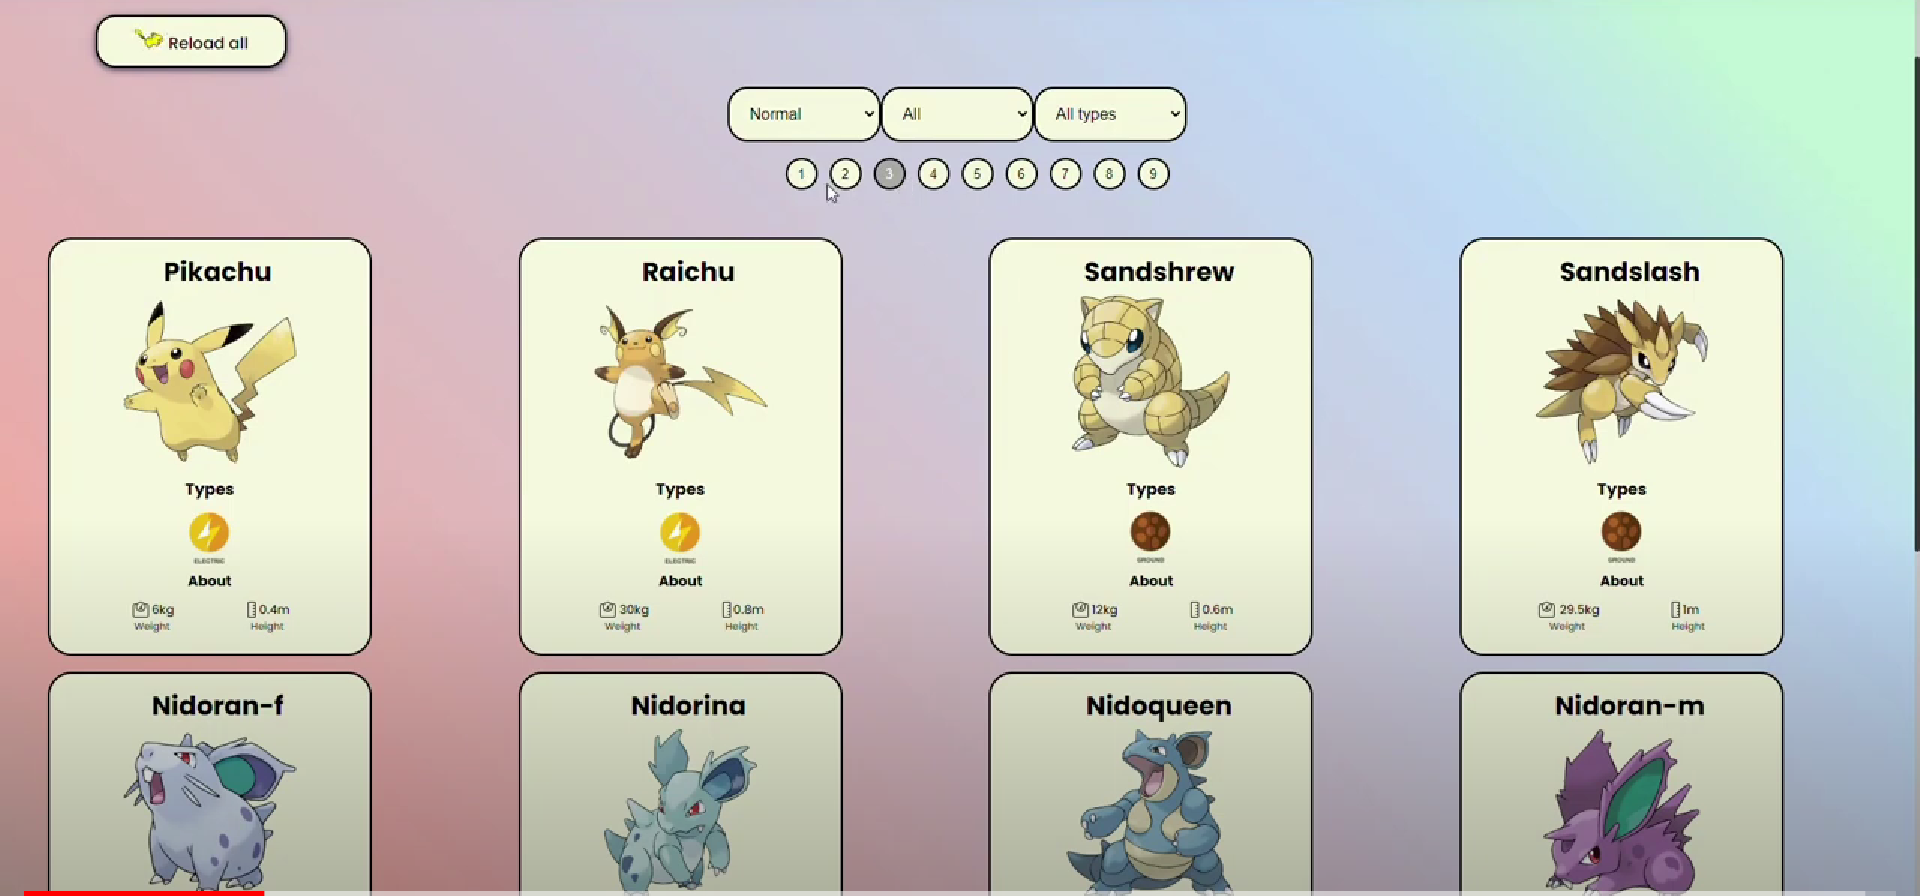 Reload all
Normal All All types
1 2 3 4 5 6 7 8 9
Pikachu
Types
ELECTRIC
About
6kg 0.4m
Weight Height
Raichu
Types
ELECTRIC
About
30kg 0.8m
Weight Height
Sandshrew
Types
GROUND
About
12kg 0.6m
Weight Height
Sandslash
Types
GROUND
About
29.5kg 1m
Weight Height
Nidoran-f
Nidorina
Nidoqueen
Nidoran-m